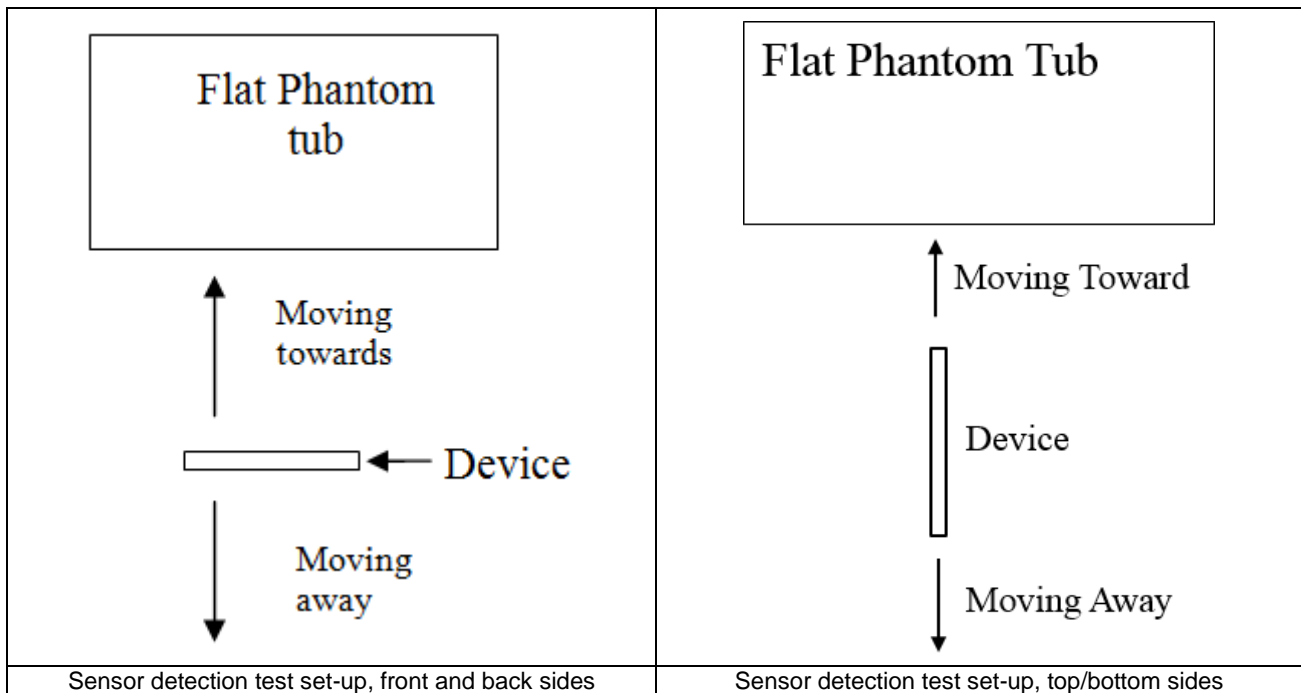 Flat Phantom
tub
Moving
towards
Device
Moving
away
Sensor detection test set-up, front and back sides
Flat Phantom Tub
Moving Toward
Device
Moving Away
Sensor detection test set-up, top/bottom sides